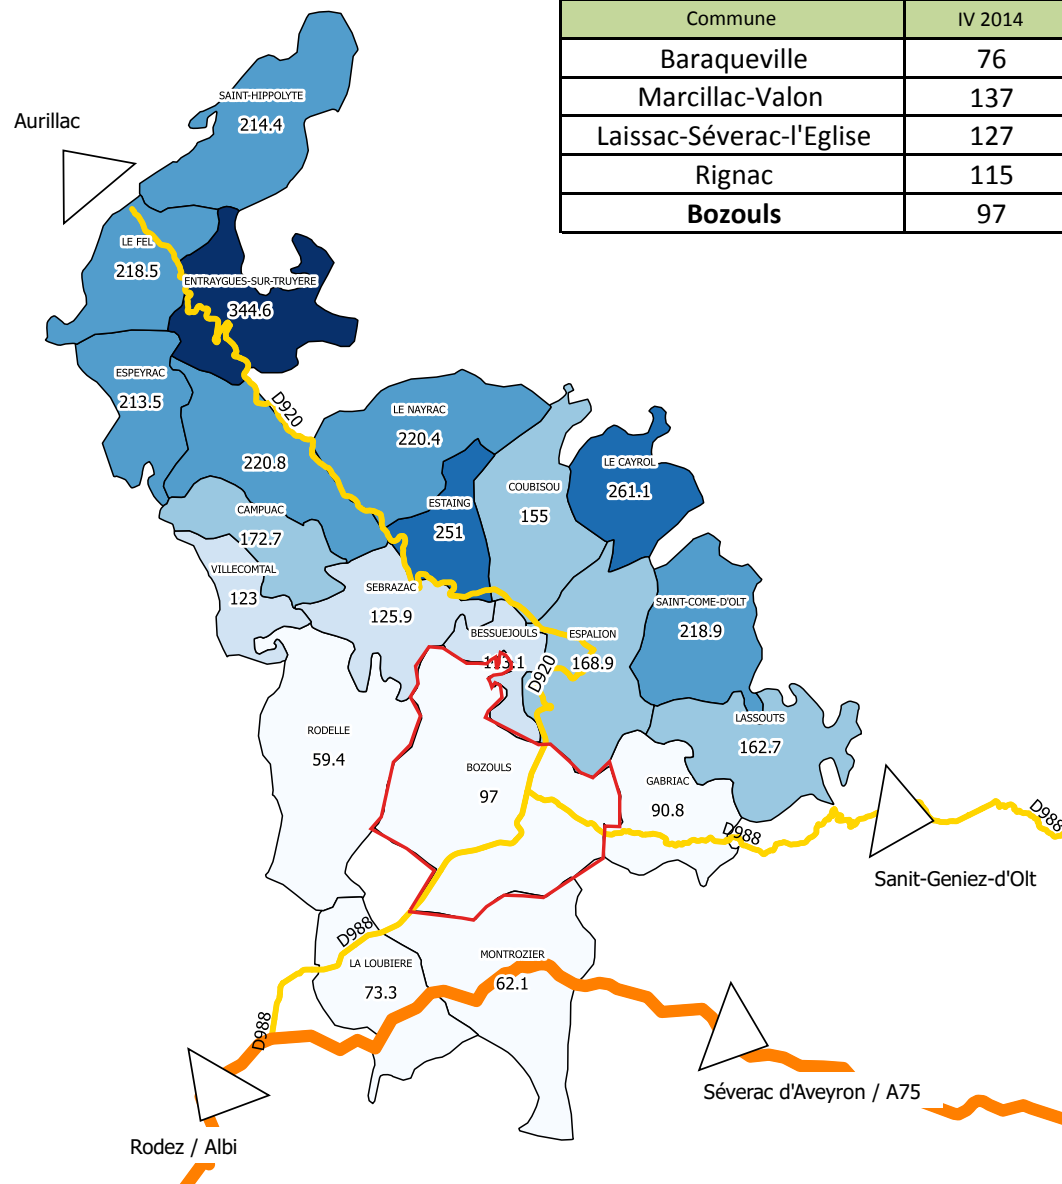 Commune IV 2014
Baraqueville 76
Marcillac-Valon 137
Laissac-Séverac-l'Eglise 127
Rignac 115
Bozouls 97
Aurillac
SAINT-HIPPOLYTE
214.4
LE FEL
218.5
ENTRAYGUES-SUR-TRUYERE
344.6
ESPEYRAC
213.5
D920
LE NAYRAC
220.4
220.8
ESTAING
251
COUBISOU
155
LE CAYROL
261.1
CAMPUAC
172.7
VILLECOMTAL
123
SEBRAZAC
125.9
BESSUEJOULS
ESPALION
168.9
D920
SAINT-COME-D'OLT
218.9
LASSOUTS
162.7
RODELLE
59.4
BOZOULS
97
GABRIAC
90.8
D988
D988
Sanit-Geniez-d'Olt
D988
LA LOUBIERE
73.3
MONTROZIER
62.1
D988
Séverac d'Aveyron / A75
Rodez / Albi